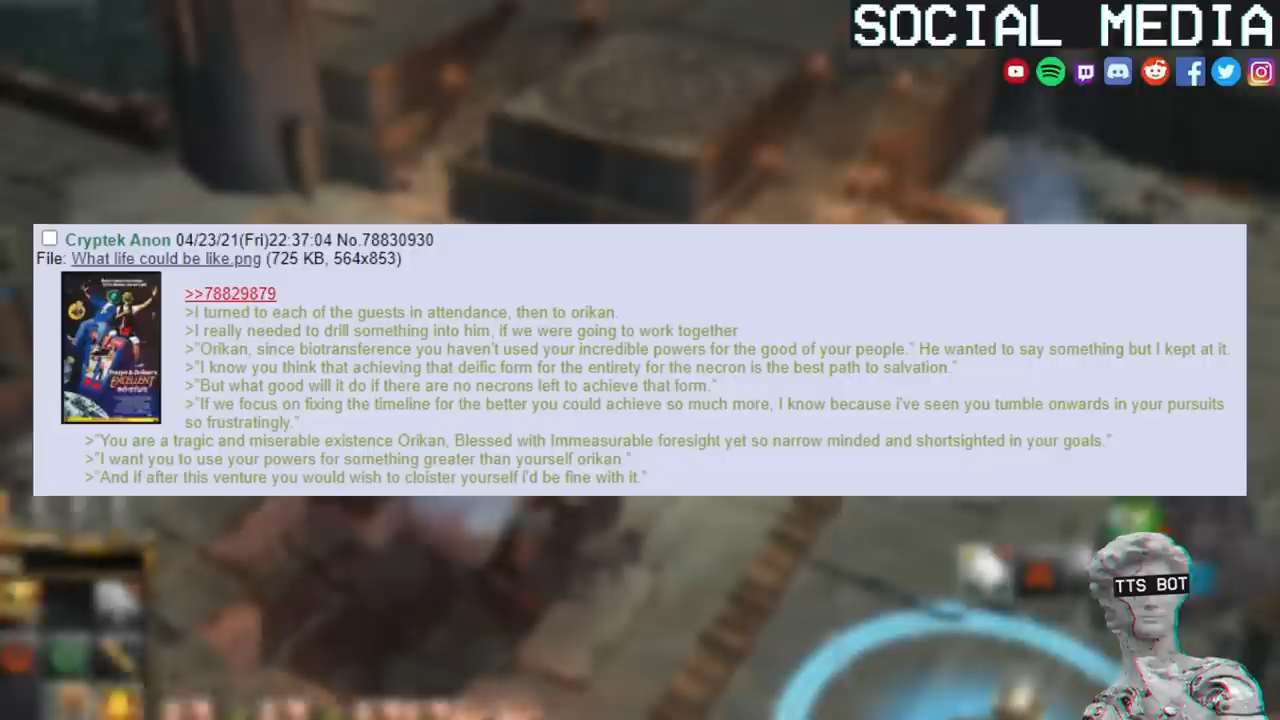 SOCIAL MEDIA
Cryptek Anon 04/23/21(Fri)22:37:04 No.78830930
File: What life could be like.png (725 KB, 564x853)
>>78829879
>I turned to each of the guests in attendance, then to orikan.
>I really needed to drill something into him, if we were going to work together
>"Orikan, since biotransference you haven't used your incredible powers for the good of your people." He wanted to say something but I kept at it.
>"I know you think that achieving that deific form for the entirety for the necron is the best path to salvation."
>"But what good will it do if there are no necrons left to achieve that form."
>"If we focus on fixing the timeline for the better you could achieve so much more, I know because i've seen you tumble onwards in your pursuits
so frustratingly."
>"You are a tragic and miserable existence Orikan, Blessed with Immeasurable foresight yet so narrow minded and shortsighted in your goals."
>"I want you to use your powers for something greater than yourself orikan."
>"And if after this venture you would wish to cloister yourself i'd be fine with it."
EXCELLENT
TTS BOT